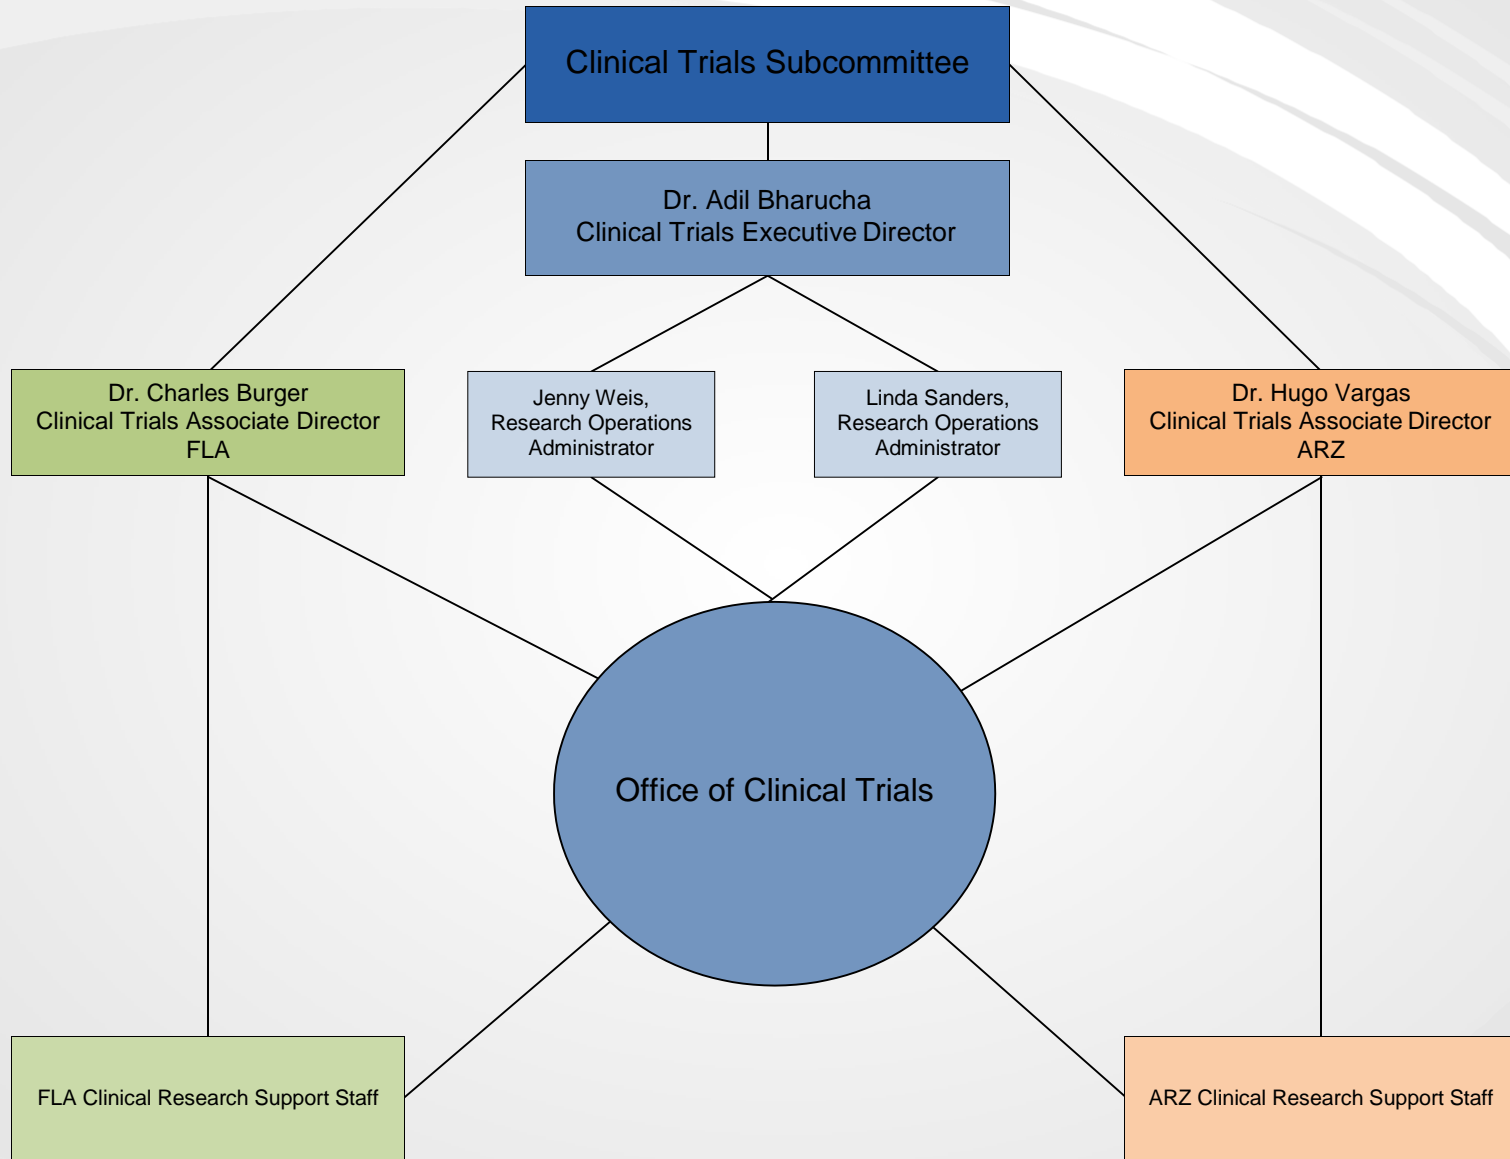 Clinical Trials Subcommittee
Dr. Adil Bharucha
Clinical Trials Executive Director
Dr. Charles Burger
Clinical Trials Associate Director
FLA
Jenny Weis,
Research Operations
Administrator
Linda Sanders,
Research Operations
Administrator
Dr. Hugo Vargas
Clinical Trials Associate Director
ARZ
Office of Clinical Trials
FLA Clinical Research Support Staff
ARZ Clinical Research Support Staff